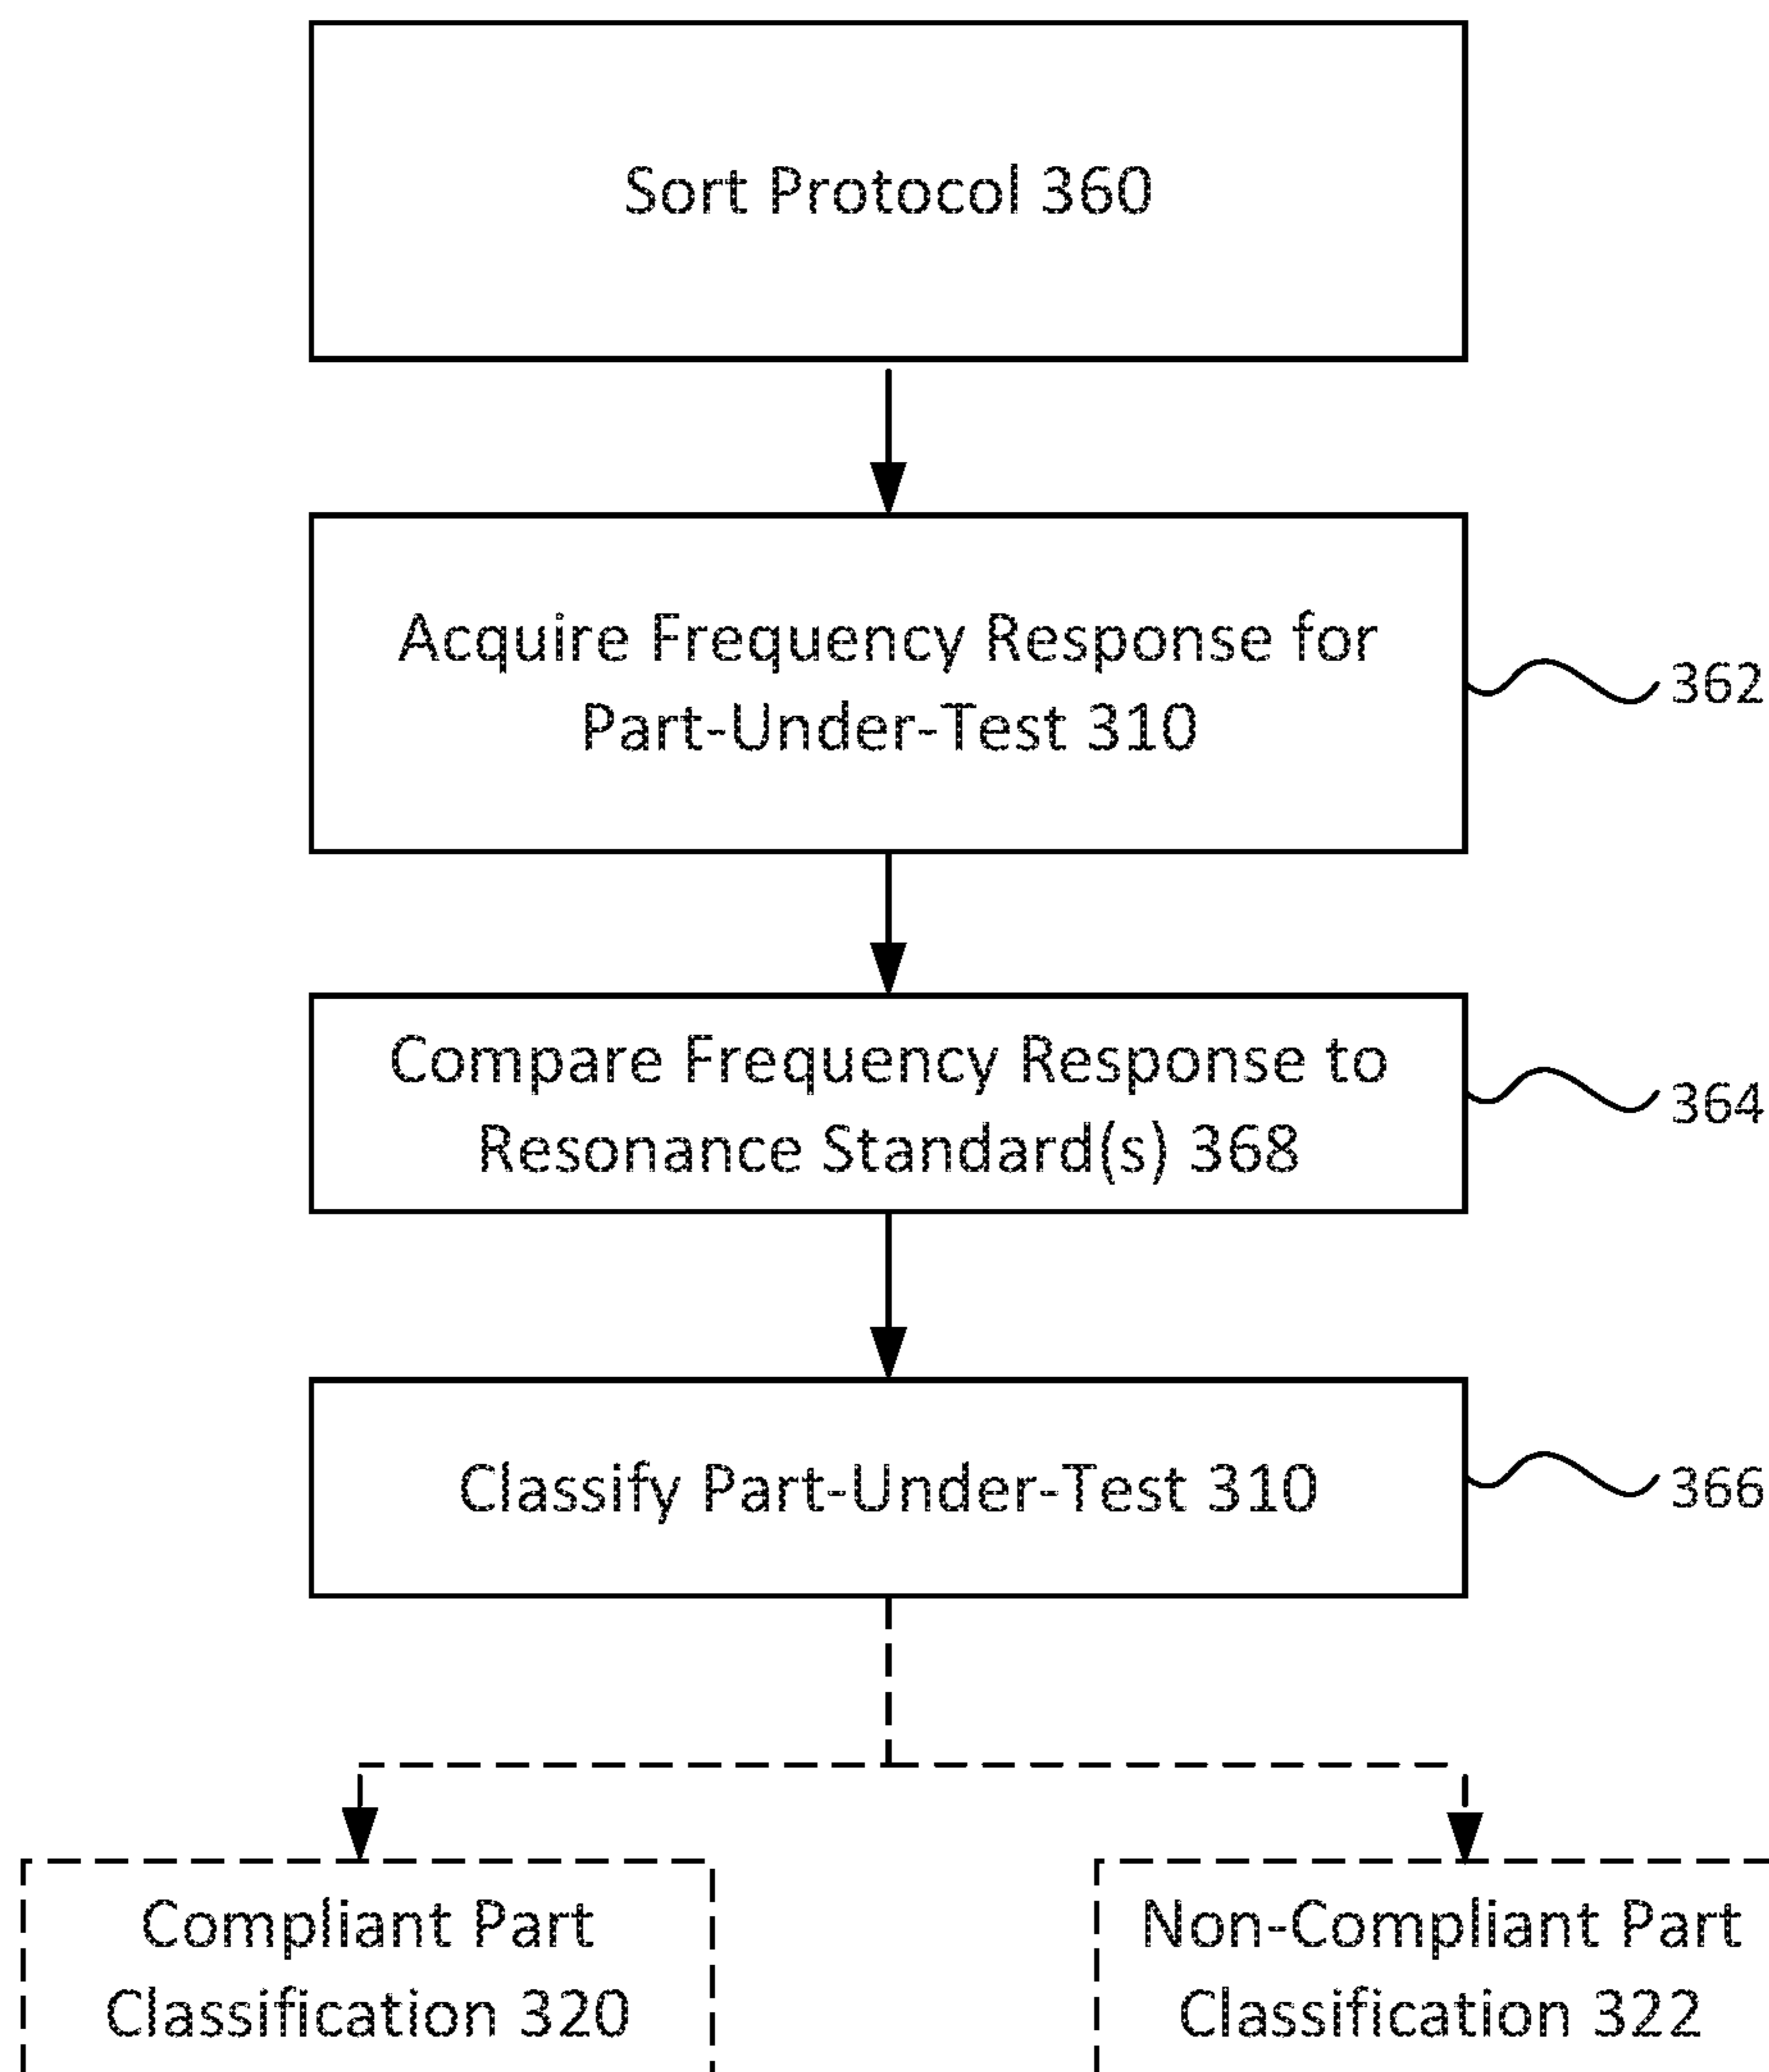 Sort Protocol 360
Acquire Frequency Response for
Part-Under-Test 310
362
Compare Frequency Response to
Resonance Standard(s) 368
364
Classify Part-Under-Test 310
366
Compliant Part
Classification 320
Non-Compliant Part
Classification 322